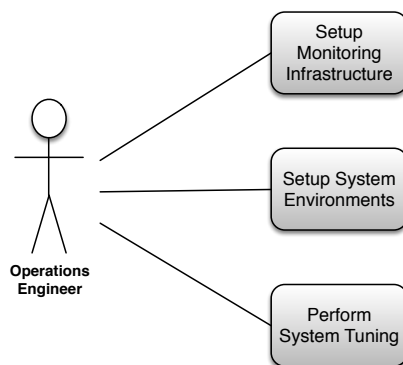 Setup
Monitoring
Infrastructure
Setup System
Environments
Operations
Engineer
Perform
System Tuning